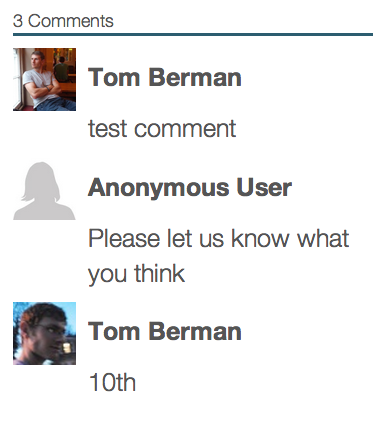 3 Comments
Tom Berman
test comment
Anonymous User
Please let us know what
you think
Tom Berman
10th